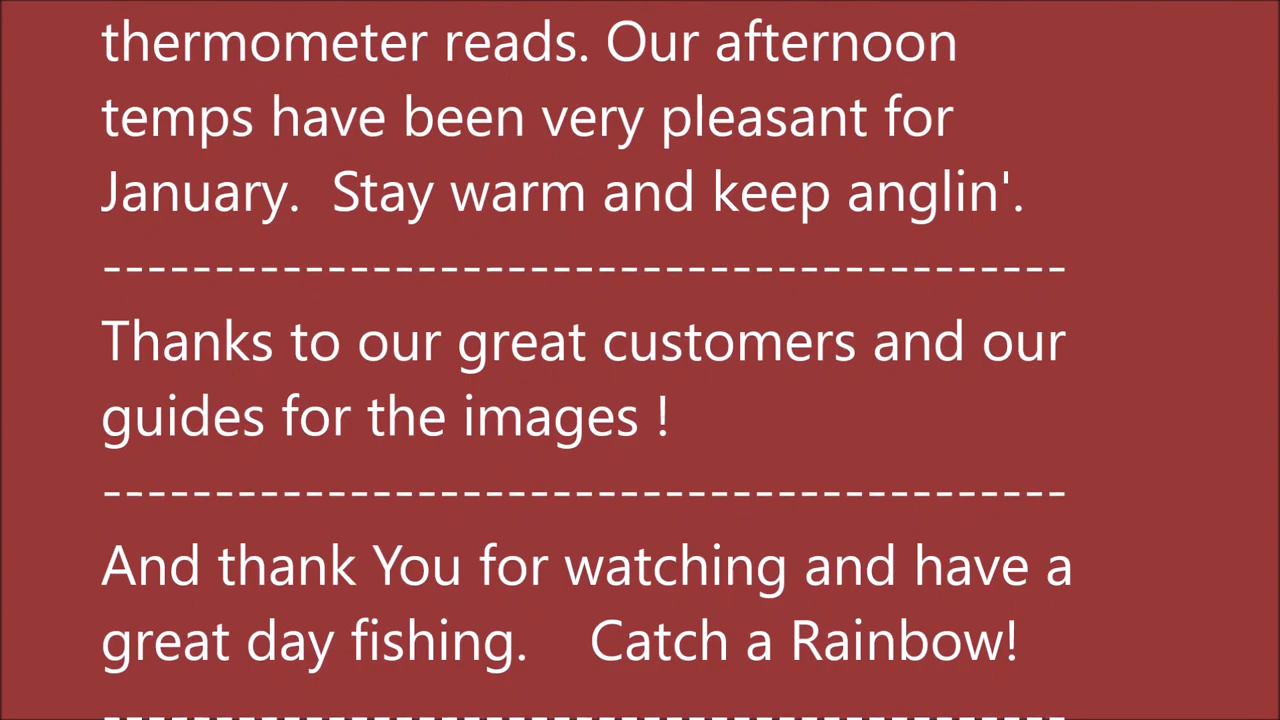 thermometer reads. Our afternoon
temps have been very pleasant for
January.  Stay warm and keep anglin'.
-------------------------------------------
Thanks to our great customers and our
guides for the images !
-------------------------------------------
And thank You for watching and have a
great day fishing.    Catch a Rainbow!
-------------------------------------------